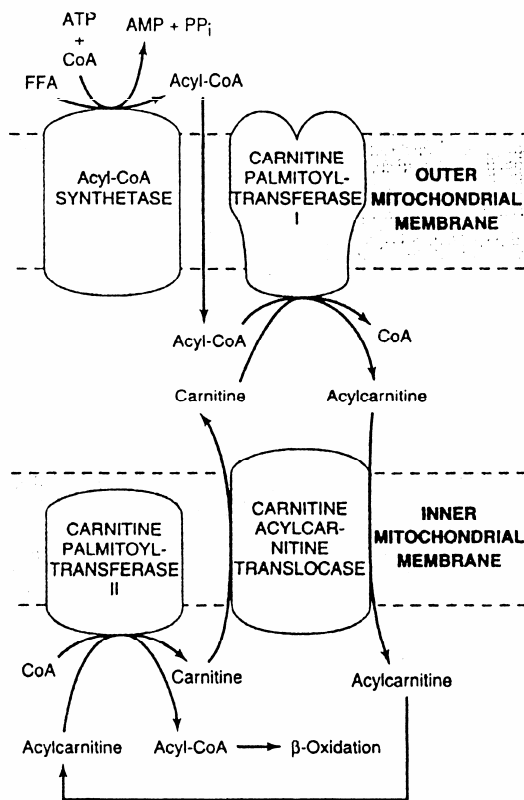 ATP
+
CoA
AMP + PPi
FFA
Acyl-CoA
Acyl-CoA
SYNTHETASE
CARNITINE
PALMITOYL-
TRANSFERASE
I
OUTER
MITOCHONDRIAL
MEMBRANE
Acyl-CoA
CoA
Carnitine
Acylcarnitine
CARNITINE
PALMITOYL-
TRANSFERASE
II
CARNITINE
ACYLCAR-
NITINE
TRANSLOCASE
INNER
MITOCHONDRIAL
MEMBRANE
CoA
Carnitine
Acylcarnitine
Acylcarnitine
Acyl-CoA
β-Oxidation